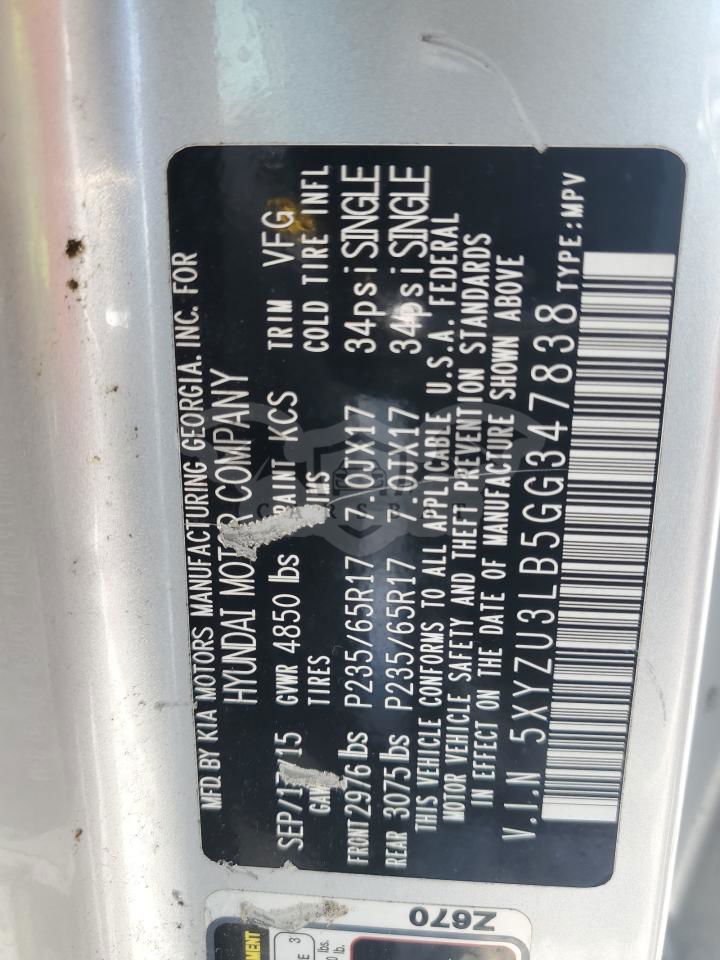 MFD. BY KIA MOTORS MANUFACTURING GEORGIA. INC. FOR
HYUNDAI MOTOR COMPANY
SEP/ /15 GVWR 4850 lbs PAINT KCS TRIM VFG
TIRES COLD TIRE INFL
FRONT 2976 lbs P235/65R17 7.0JX17 34psi SINGLE
REAR 3075 lbs P235/65R17 7.0JX17 34psi SINGLE
THIS VEHICLE CONFORMS TO ALL APPLICABLE U.S.A. FEDERAL
MOTOR VEHICLE SAFETY AND THEFT PREVENTION STANDARDS
IN EFFECT ON THE DATE OF MANUFACTURE SHOWN ABOVE
V.I.N 5XYZU3LB5GG347838 TYPE:MPV
Z670